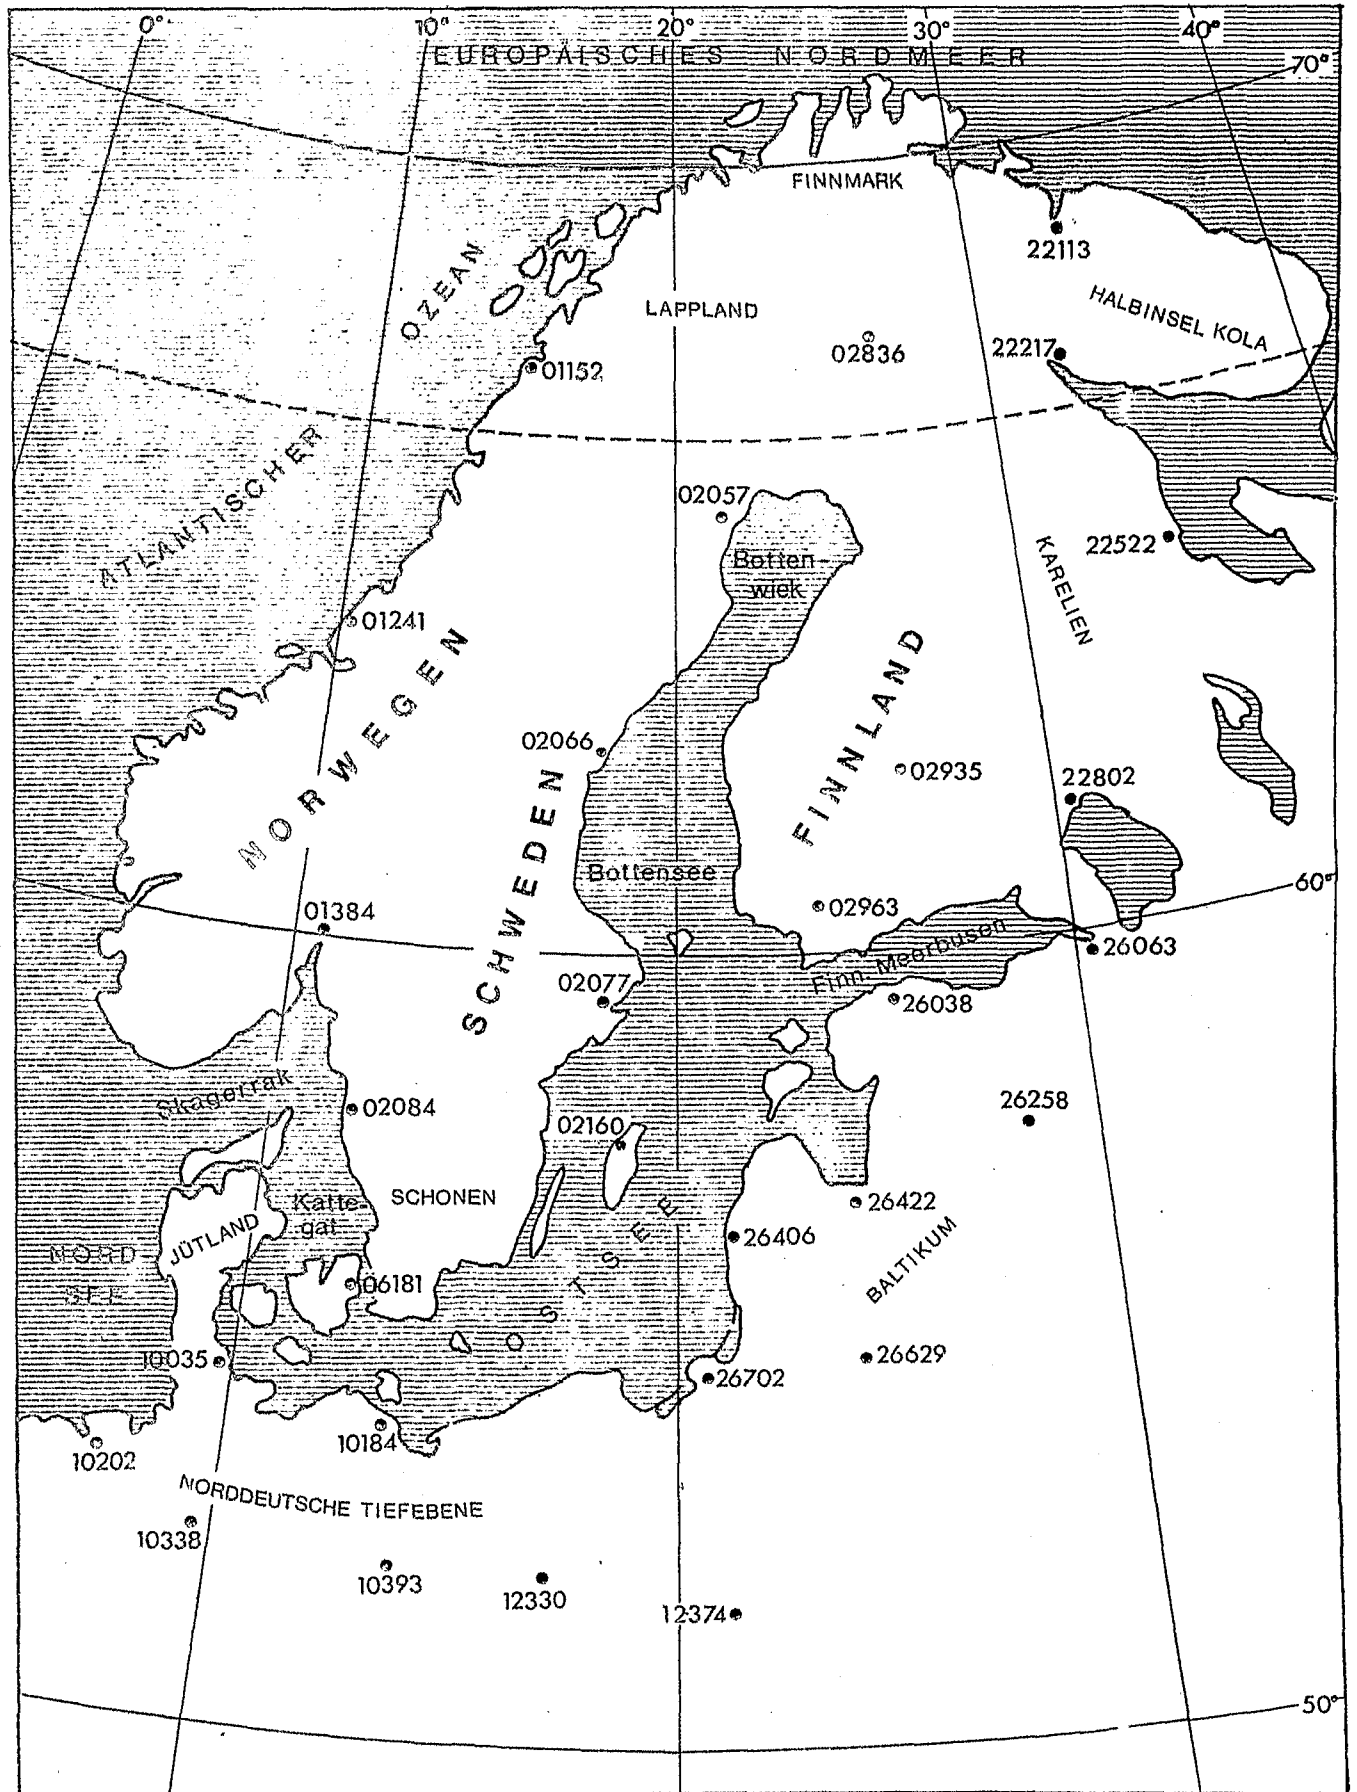 0° 10° 20° 30° 40°
EUROPÄISCHES NORDMEER
70°
FINNMARK
22113
OZEAN
LAPPLAND
HALBINSEL KOLA
02836
22217
01152
ATLANTISCHER
02057
22522
Botten-
wiek
KARELIEN
01241
NORWEGEN
FINNLAND
02066
02935
22802
SCHWEDEN
Bottensee
60°
01384
02963
Finn. Meerbusen
26063
02077
26038
Skagerrak
02084
26258
02160
SCHONEN
Katte-
gat
26422
JÜTLAND
26406
NORD
SEE
BALTIKUM
06181
OSTSEE
10035
26629
26702
10184
10202
NORDDEUTSCHE TIEFEBENE
10338
10393
12330
12374
50°